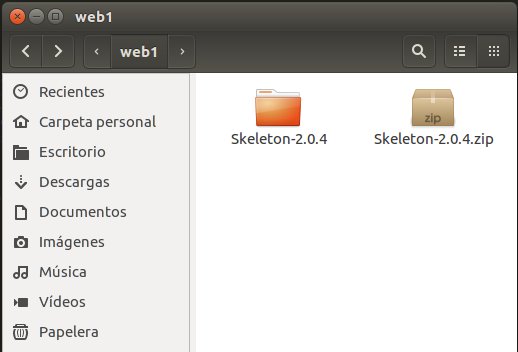 web1
web1
Recientes
Carpeta personal
Escritorio
Descargas
Documentos
Imágenes
Música
Vídeos
Papelera
Skeleton-2.0.4
zip
Skeleton-2.0.4.zip